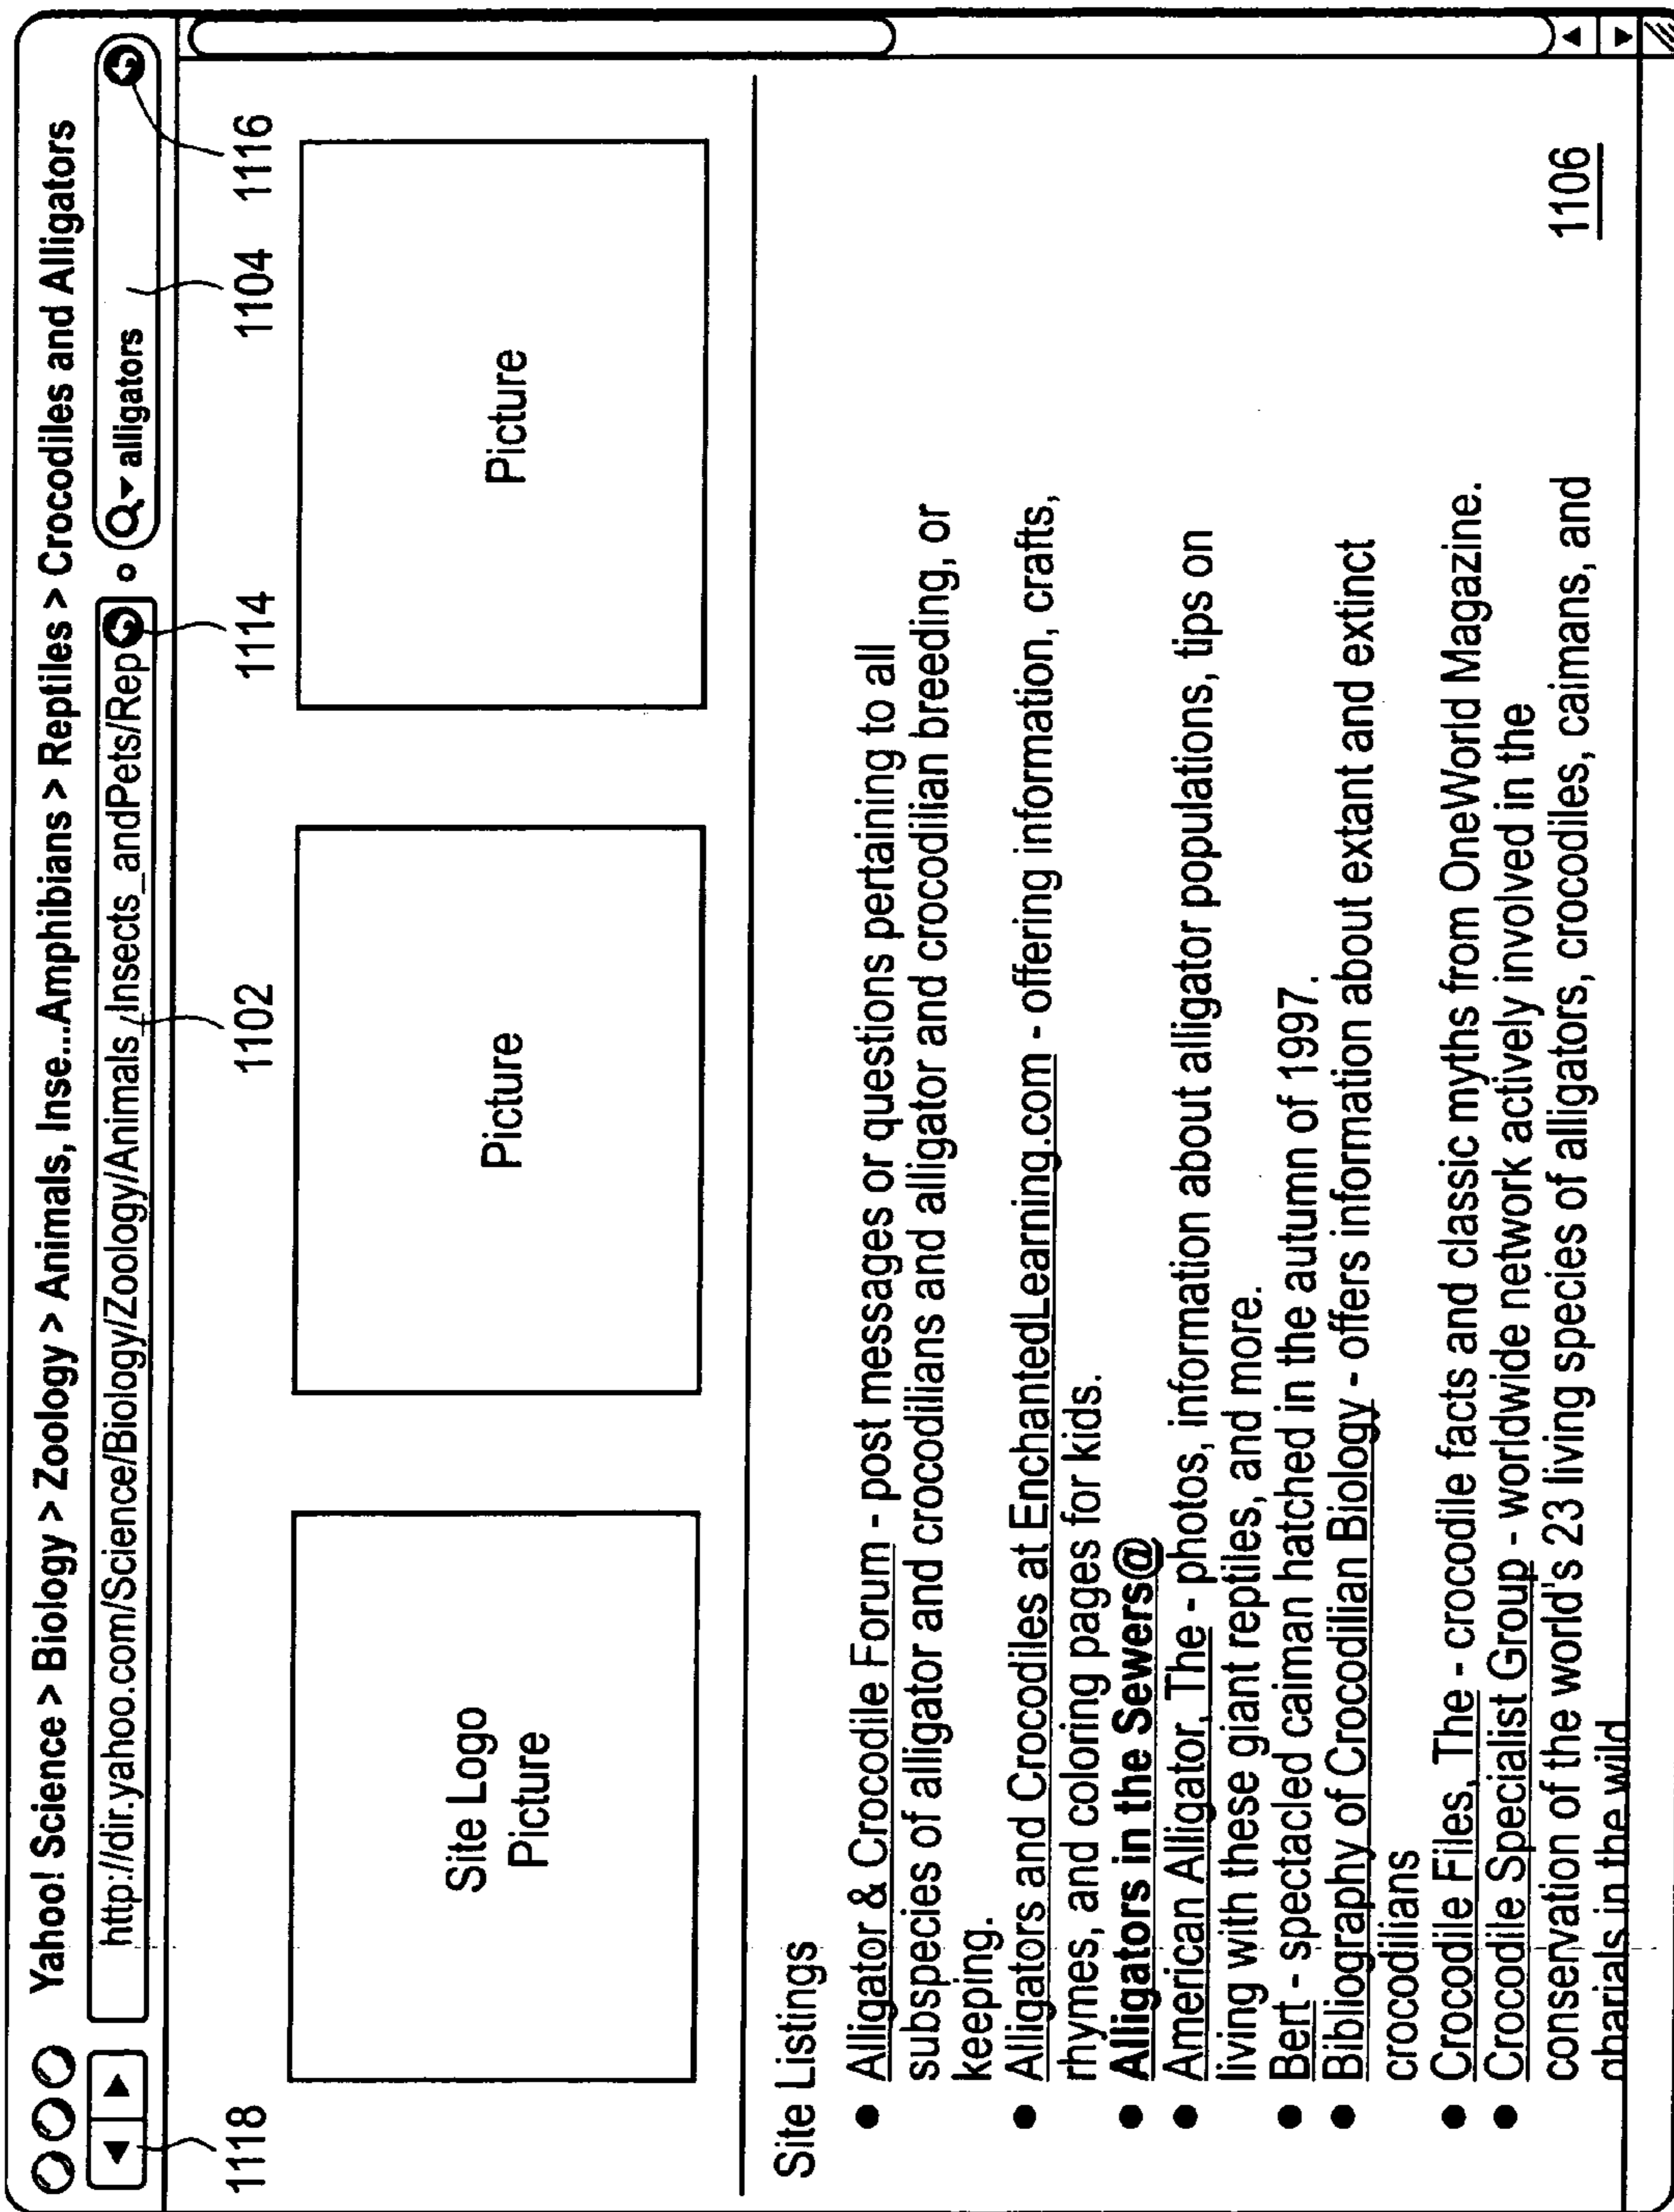 Yahoo! Science > Biology > Zoology > Animals, Inse...Amphibians > Reptiles > Crocodiles and Alligators
http://dir.yahoo.com/Science/Biology/Zoology/Animals_Insects_andPets/Rep
alligators
1118
1102
1114
1104
1116
Site Logo
Picture
Picture
Picture
Site Listings
● Alligator & Crocodile Forum - post messages or questions pertaining to all
subspecies of alligator and crocodilians and alligator and crocodilian breeding, or
keeping.
● Alligators and Crocodiles at EnchantedLearning.com - offering information, crafts,
rhymes, and coloring pages for kids.
● Alligators in the Sewers@
● American Alligator, The - photos, information about alligator populations, tips on
living with these giant reptiles, and more.
● Bert - spectacled caiman hatched in the autumn of 1997.
● Bibliography of Crocodilian Biology - offers information about extant and extinct
crocodilians
● Crocodile Files, The - crocodile facts and classic myths from OneWorld Magazine.
● Crocodile Specialist Group - worldwide network actively involved in the
conservation of the world's 23 living species of alligators, crocodiles, caimans, and
gharials in the wild
1106